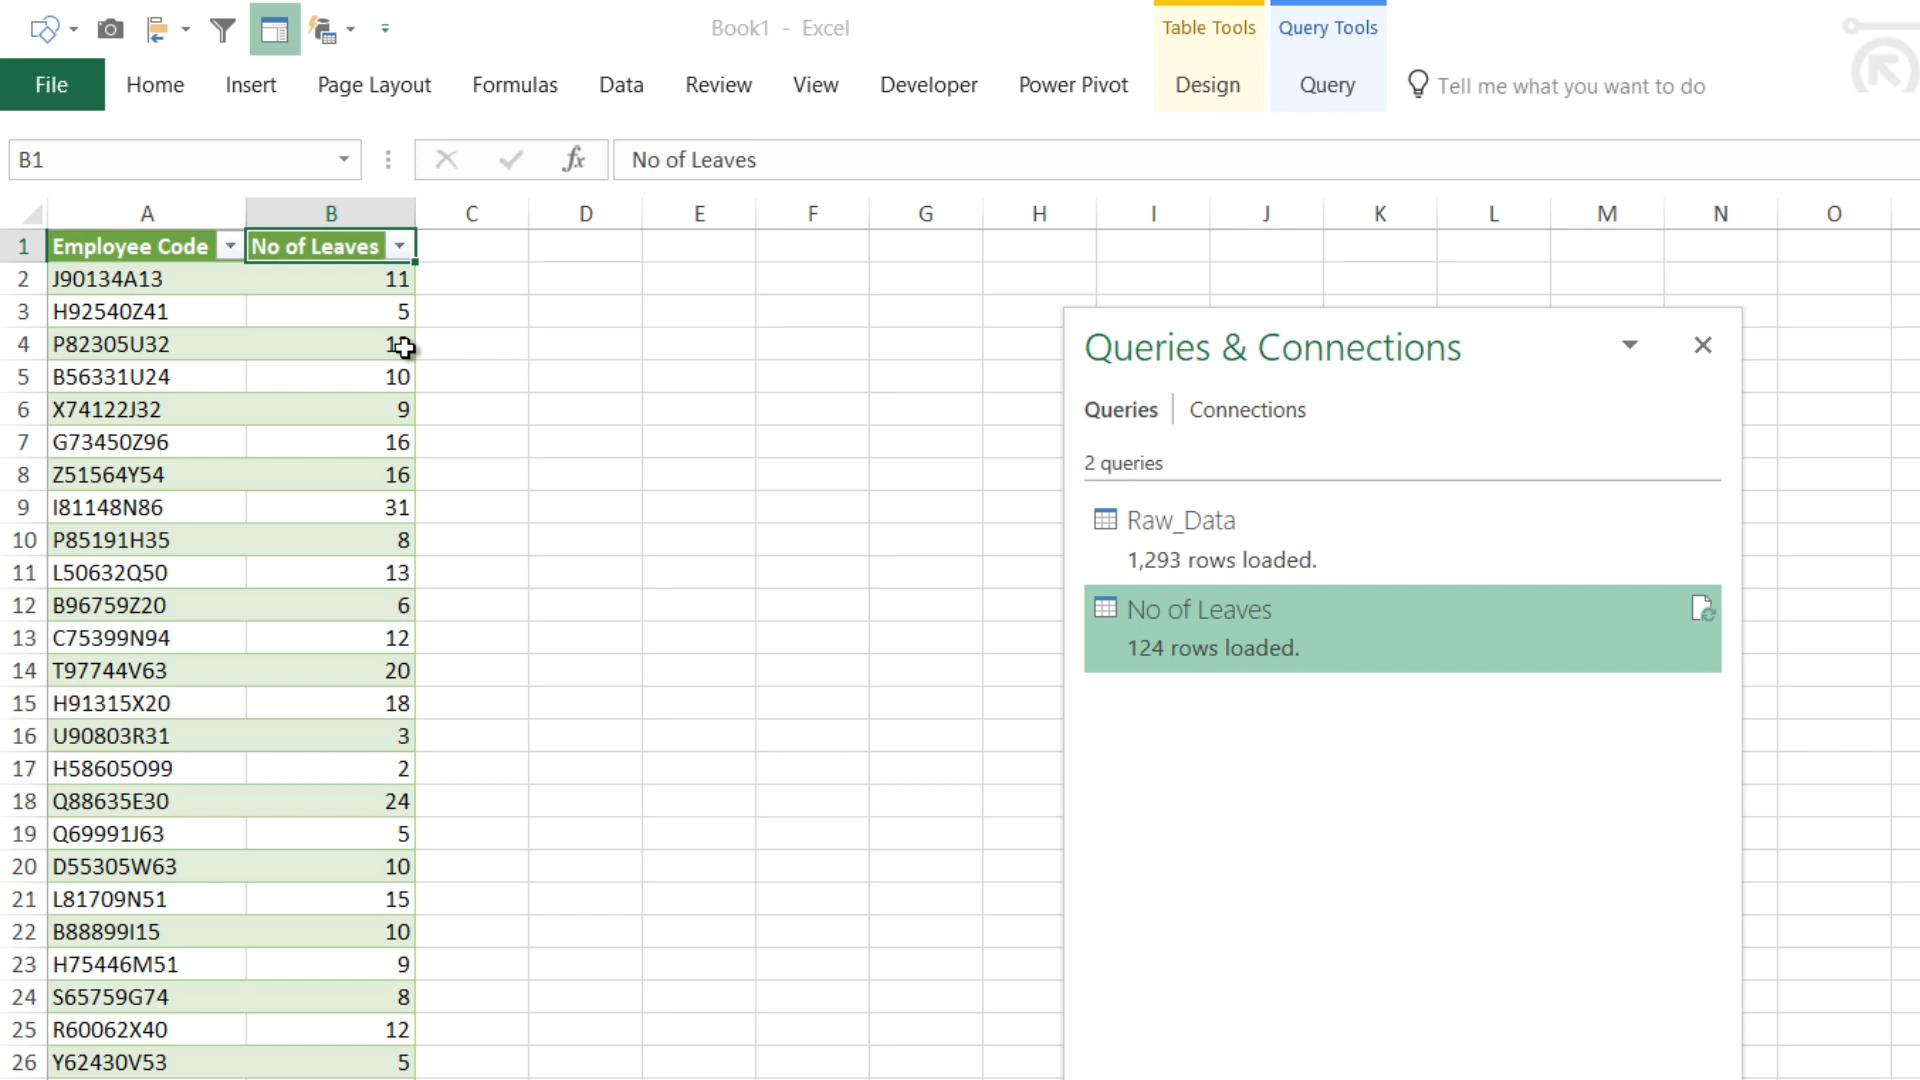 Book1 - Excel
Table Tools
Query Tools
File Home Insert Page Layout Formulas Data Review View Developer Power Pivot Design Query Tell me what you want to do
B1 fx No of Leaves
A B C D E F G H I J K L M N O
1 Employee Code No of Leaves
2 J90134A13 11
3 H92540Z41 5
4 P82305U32
5 B56331U24 10
6 X74122J32 9
7 G73450Z96 16
8 Z51564Y54 16
9 I81148N86 31
10 P85191H35 8
11 L50632Q50 13
12 B96759Z20 6
13 C75399N94 12
14 T97744V63 20
15 H91315X20 18
16 U90803R31 3
17 H58605O99 2
18 Q88635E30 24
19 Q69991J63 5
20 D55305W63 10
21 L81709N51 15
22 B88899I15 10
23 H75446M51 9
24 S65759G74 8
25 R60062X40 12
26 Y62430V53 5
Queries & Connections
Queries Connections
2 queries
Raw_Data
1,293 rows loaded.
No of Leaves
124 rows loaded.